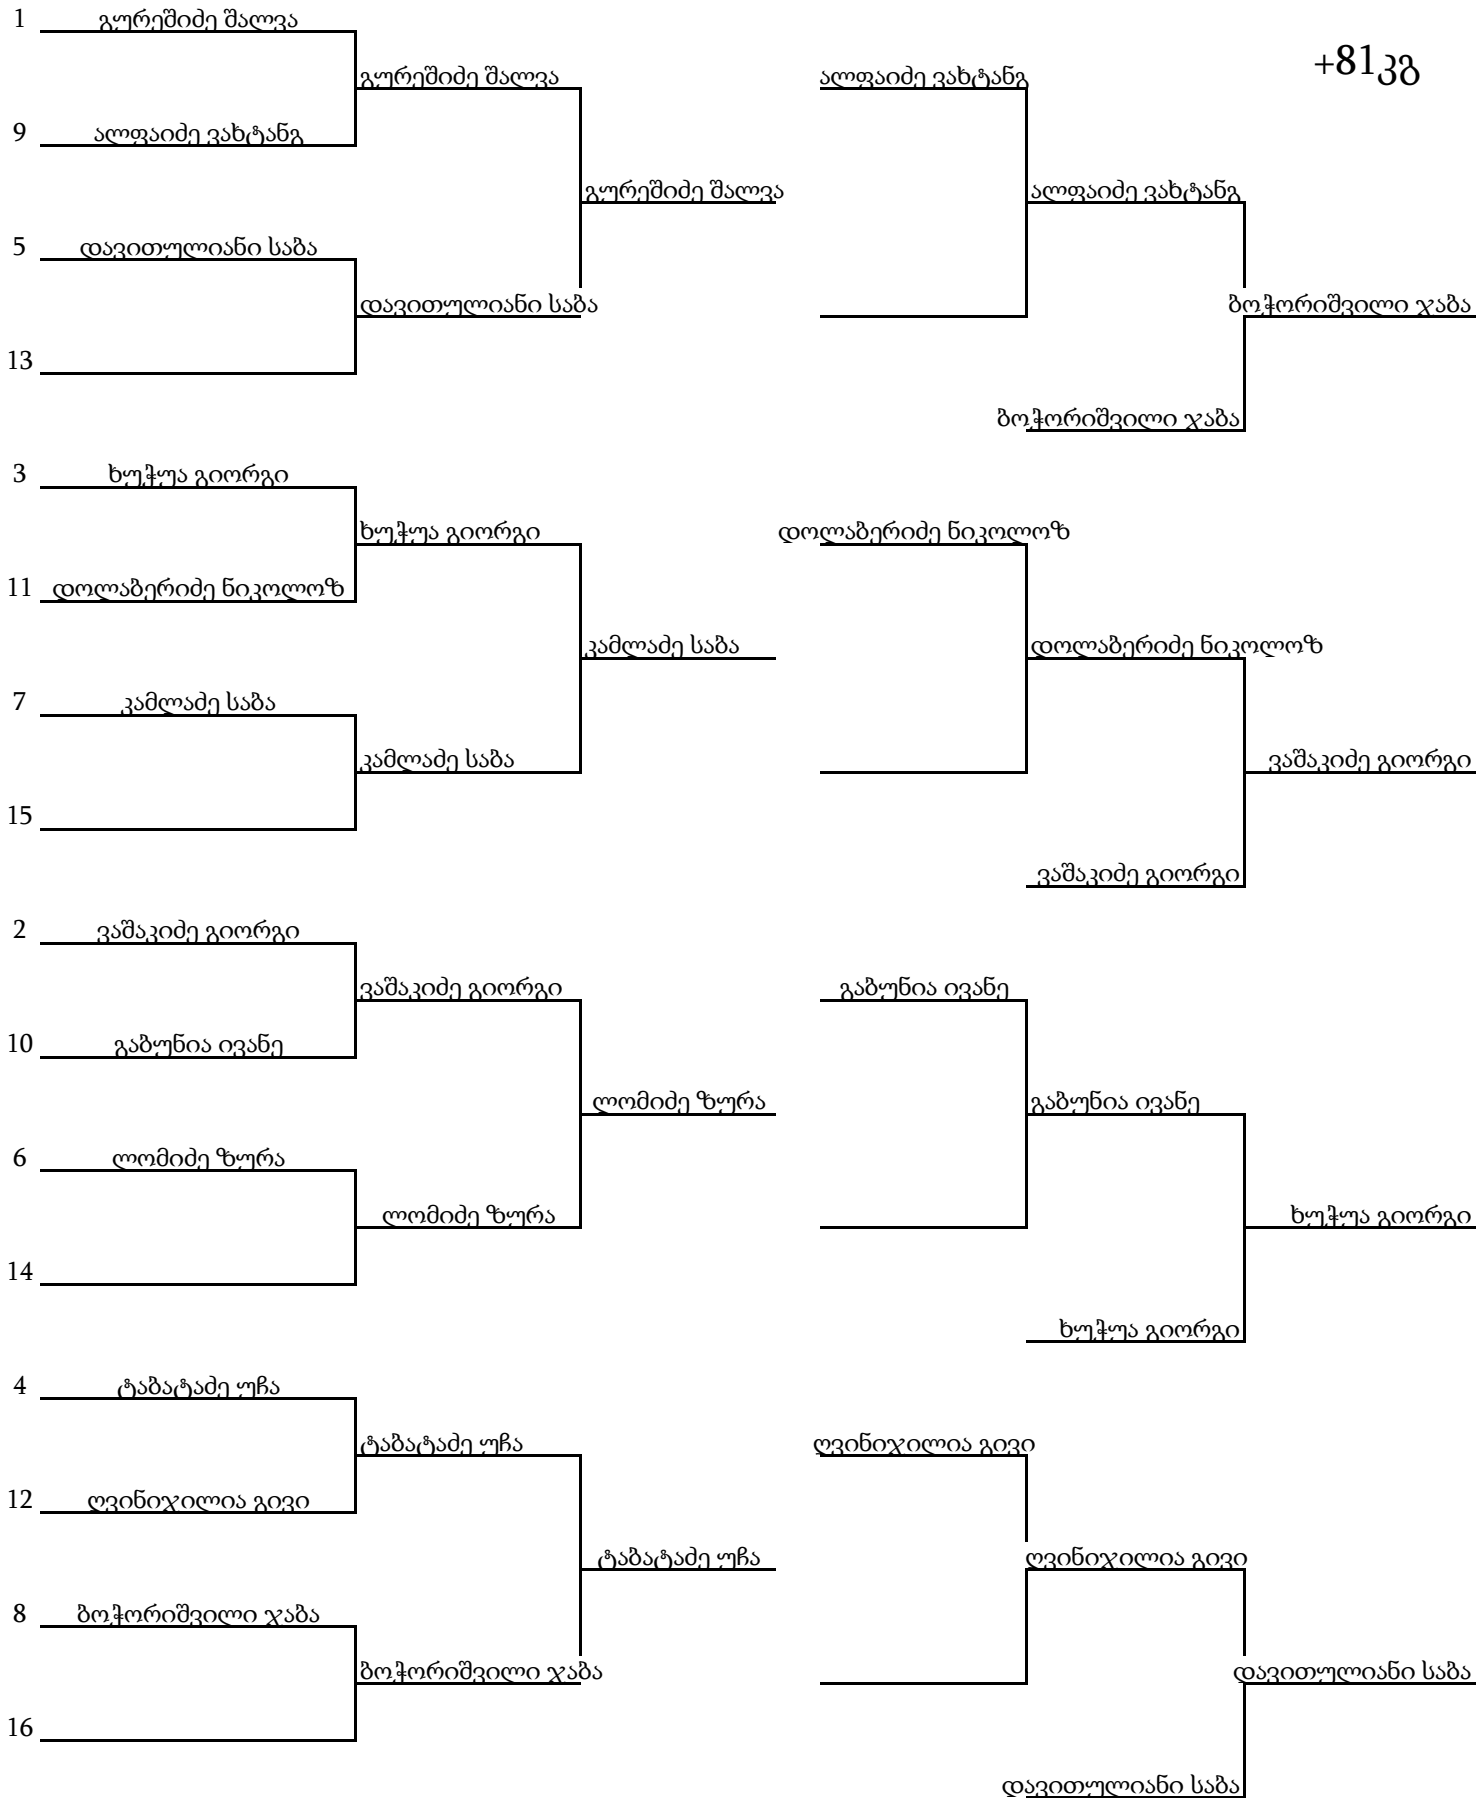 +81კგ
1 გურეშიძე შალვა
გურეშიძე შალვა
ალფაიძე ვახტანგ
9 ალფაიძე ვახტანგ
გურეშიძე შალვა
ალფაიძე ვახტანგ
5 დავითულიანი საბა
დავითულიანი საბა
ბოჭორიშვილი ჯაბა
13
ბოჭორიშვილი ჯაბა
3 ხუჭუა გიორგი
ხუჭუა გიორგი
დოლაბერიძე ნიკოლოზ
11 დოლაბერიძე ნიკოლოზ
კამლაძე საბა
დოლაბერიძე ნიკოლოზ
7 კამლაძე საბა
კამლაძე საბა
ვაშაკიძე გიორგი
15
ვაშაკიძე გიორგი
2 ვაშაკიძე გიორგი
ვაშაკიძე გიორგი
გაბუნია ივანე
10 გაბუნია ივანე
ლომიძე ზურა
გაბუნია ივანე
6 ლომიძე ზურა
ლომიძე ზურა
ხუჭუა გიორგი
14
ხუჭუა გიორგი
4 ტაბატაძე უჩა
ტაბატაძე უჩა
ღვინიჯილია გივი
12 ღვინიჯილია გივი
ტაბატაძე უჩა
ღვინიჯილია გივი
8 ბოჭორიშვილი ჯაბა
ბოჭორიშვილი ჯაბა
დავითულიანი საბა
16
დავითულიანი საბა